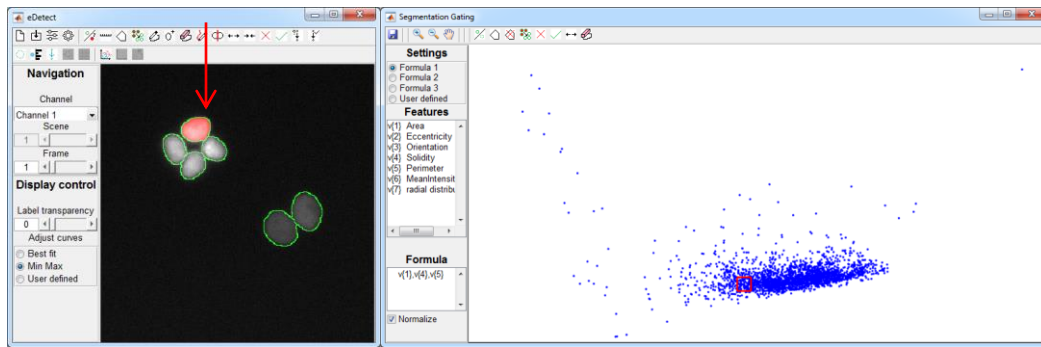 eDetect
Navigation
Channel
Channel 1
Scene
1
Frame
1
Display control
Label transparency
0
Adjust curves
Best fit
Min Max
User defined
Segmentation Gating
Settings
Formula 1
Formula 2
Formula 3
User defined
Features
v{1} Area
v{2} Eccentricity
v{3} Orientation
v{4} Solidity
v{5} Perimeter
v{6} MeanIntensit
v{7} radial distribu
Formula
v{1},v{4},v{5}
Normalize